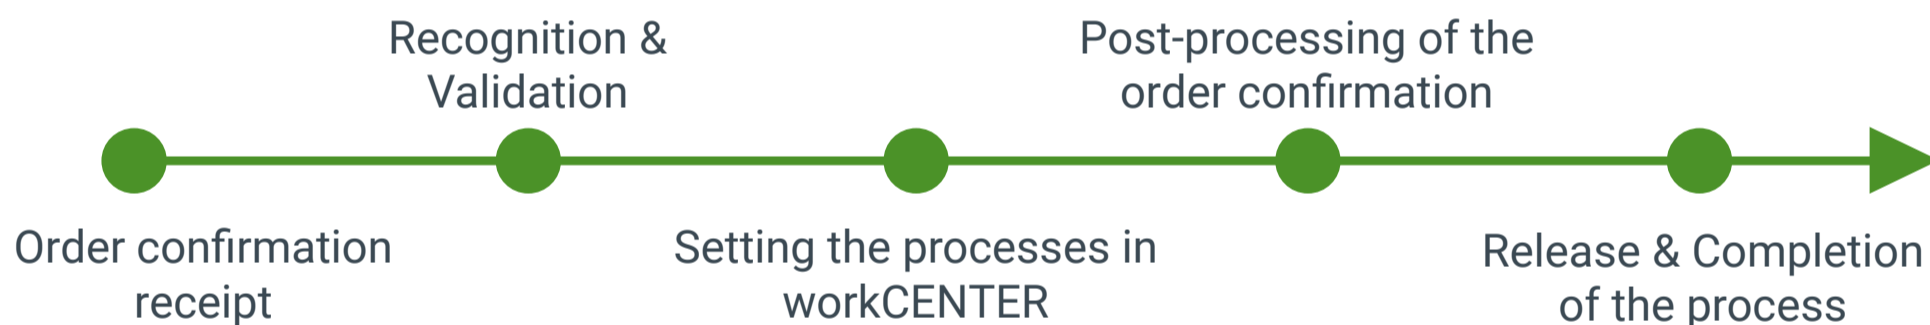 Order confirmation
receipt
Recognition &
Validation
Setting the processes in
workCENTER
Post-processing of the
order confirmation
Release & Completion
of the process